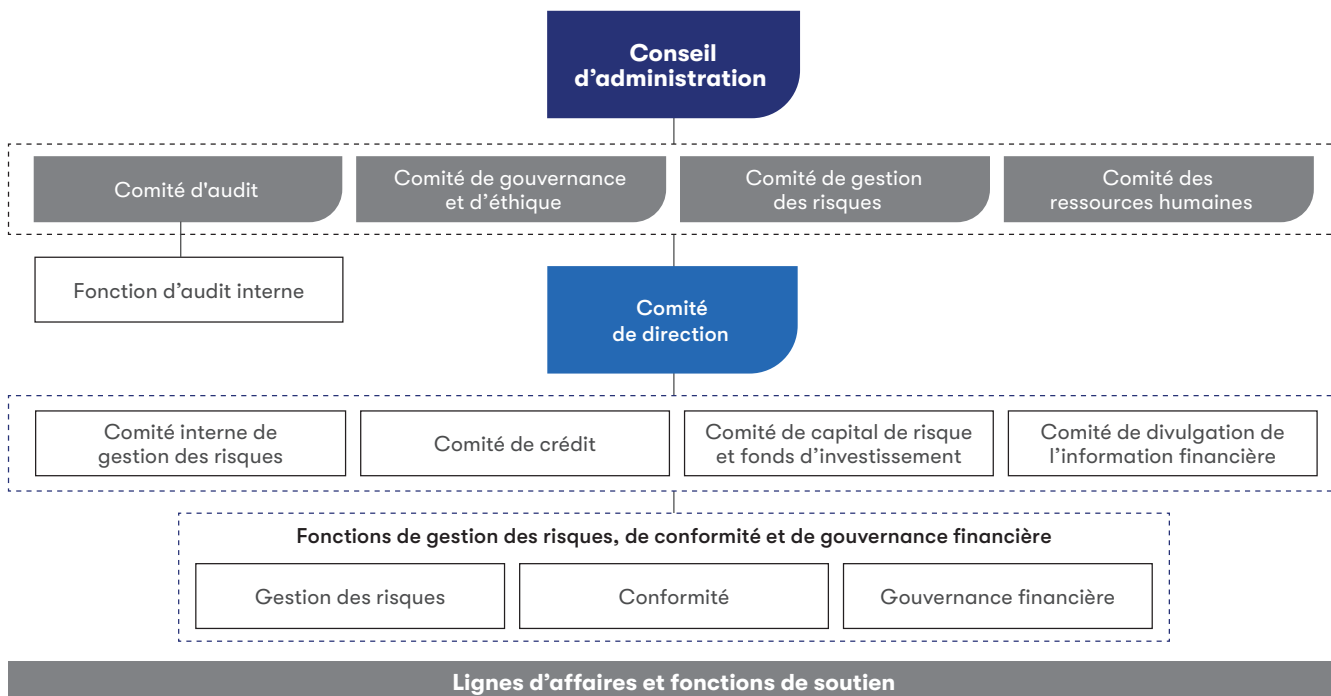 Conseil
d’administration
Comité d'audit
Comité de gouvernance
et d’éthique
Comité de gestion
des risques
Comité des
ressources humaines
Fonction d’audit interne
Comité
de direction
Comité interne de
gestion des risques
Comité de crédit
Comité de capital de risque
et fonds d’investissement
Comité de divulgation de
l’information financière
Fonctions de gestion des risques, de conformité et de gouvernance financière
Gestion des risques
Conformité
Gouvernance financière
Lignes d’affaires et fonctions de soutien